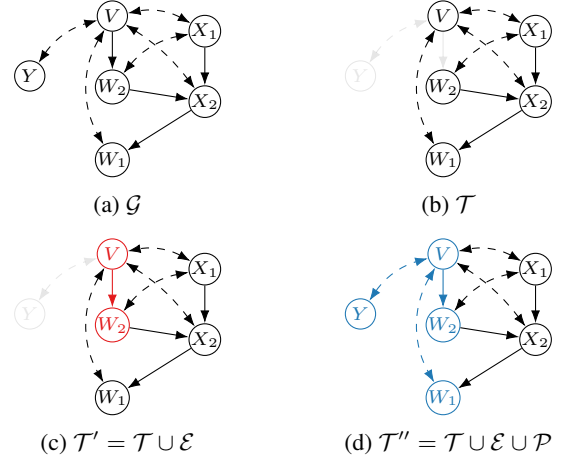 V
X₁
Y
W₂
X₂
W₁
(a) 𝒢
V
X₁
Y
W₂
X₂
W₁
(b) 𝒯
V
X₁
Y
W₂
X₂
W₁
(c) 𝒯′ = 𝒯 ∪ ℰ
V
X₁
Y
W₂
X₂
W₁
(d) 𝒯″ = 𝒯 ∪ ℰ ∪ 𝒫